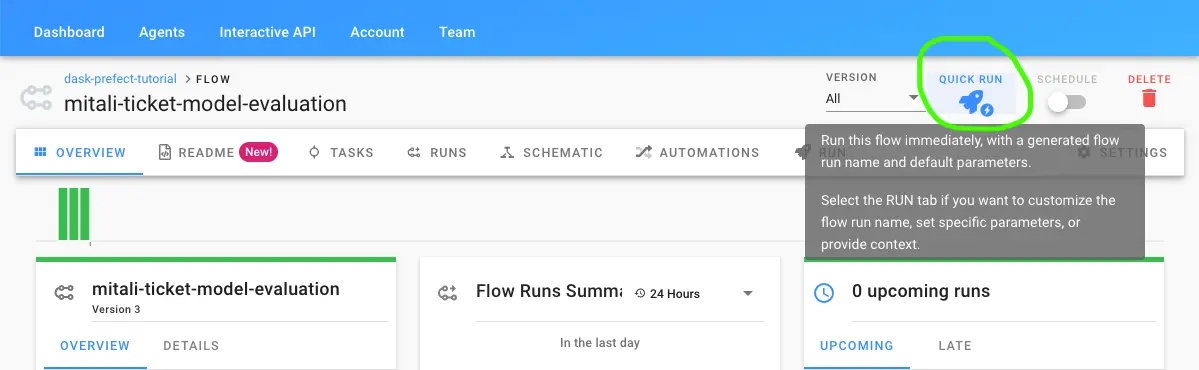 Dashboard Agents Interactive API Account Team
dask-prefect-tutorial > FLOW
mitali-ticket-model-evaluation
VERSION
All
QUICK RUN
SCHEDULE
DELETE
OVERVIEW README New! TASKS RUNS SCHEMATIC AUTOMATIONS RUN SETTINGS
Run this flow immediately, with a generated flow
run name and default parameters.
Select the RUN tab if you want to customize the
flow run name, set specific parameters, or
provide context.
mitali-ticket-model-evaluation
Version 3
OVERVIEW DETAILS
Flow Runs Summa
24 Hours
In the last day
0 upcoming runs
UPCOMING LATE